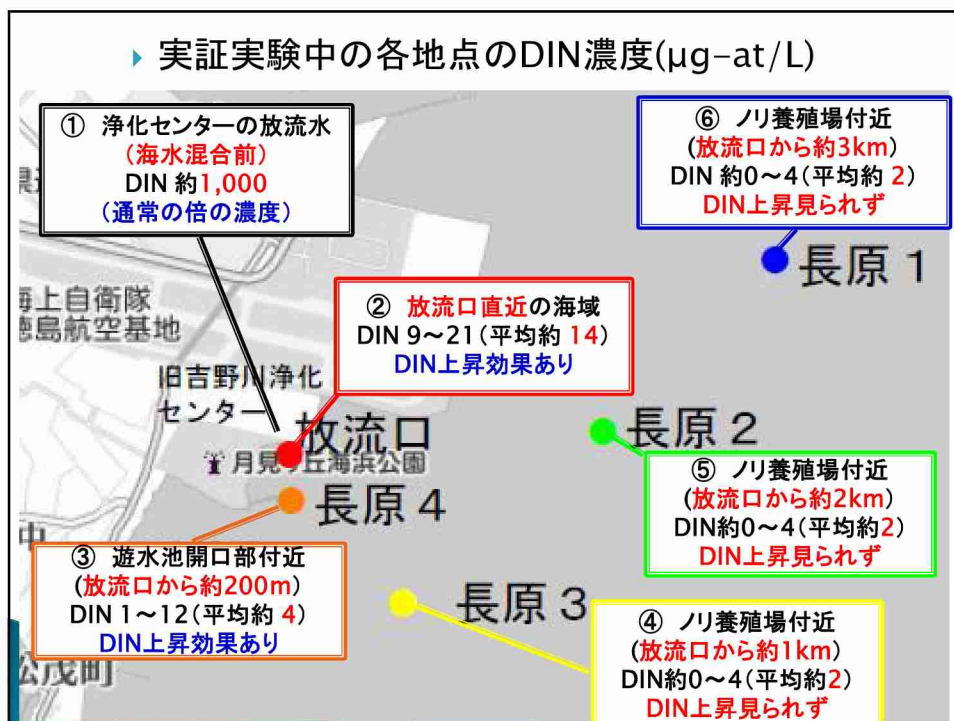 実証実験中の各地点のDIN濃度(μg-at/L)
① 浄化センターの放流水
(海水混合前)
DIN 約1,000
(通常の倍の濃度)
⑥ ノリ養殖場付近
(放流口から約3km)
DIN 約0～4(平均約 2)
DIN上昇見られず
長原1
② 放流口直近の海域
DIN 9～21(平均約 14)
DIN上昇効果あり
海上自衛隊
徳島航空基地
旧吉野川浄化
センター
放流口
月見ヶ丘海浜公園
長原2
⑤ ノリ養殖場付近
(放流口から約2km)
DIN約0～4(平均約2)
DIN上昇見られず
長原4
③ 遊水池開口部付近
(放流口から約200m)
DIN 1～12(平均約 4)
DIN上昇効果あり
長原3
④ ノリ養殖場付近
(放流口から約1km)
DIN約0～4(平均約2)
DIN上昇見られず
松茂町